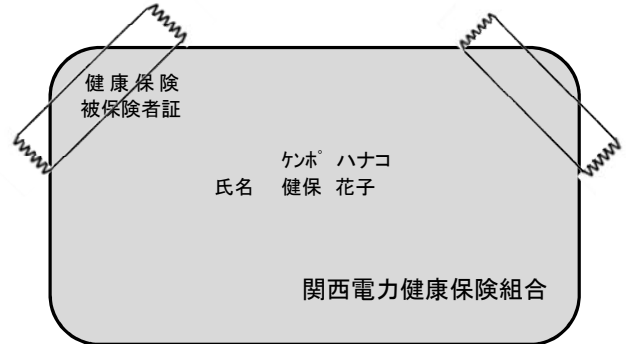 健康保険
被保険者証
ｹﾝﾎﾟ ハナコ
氏名 健保 花子
関西電力健康保険組合